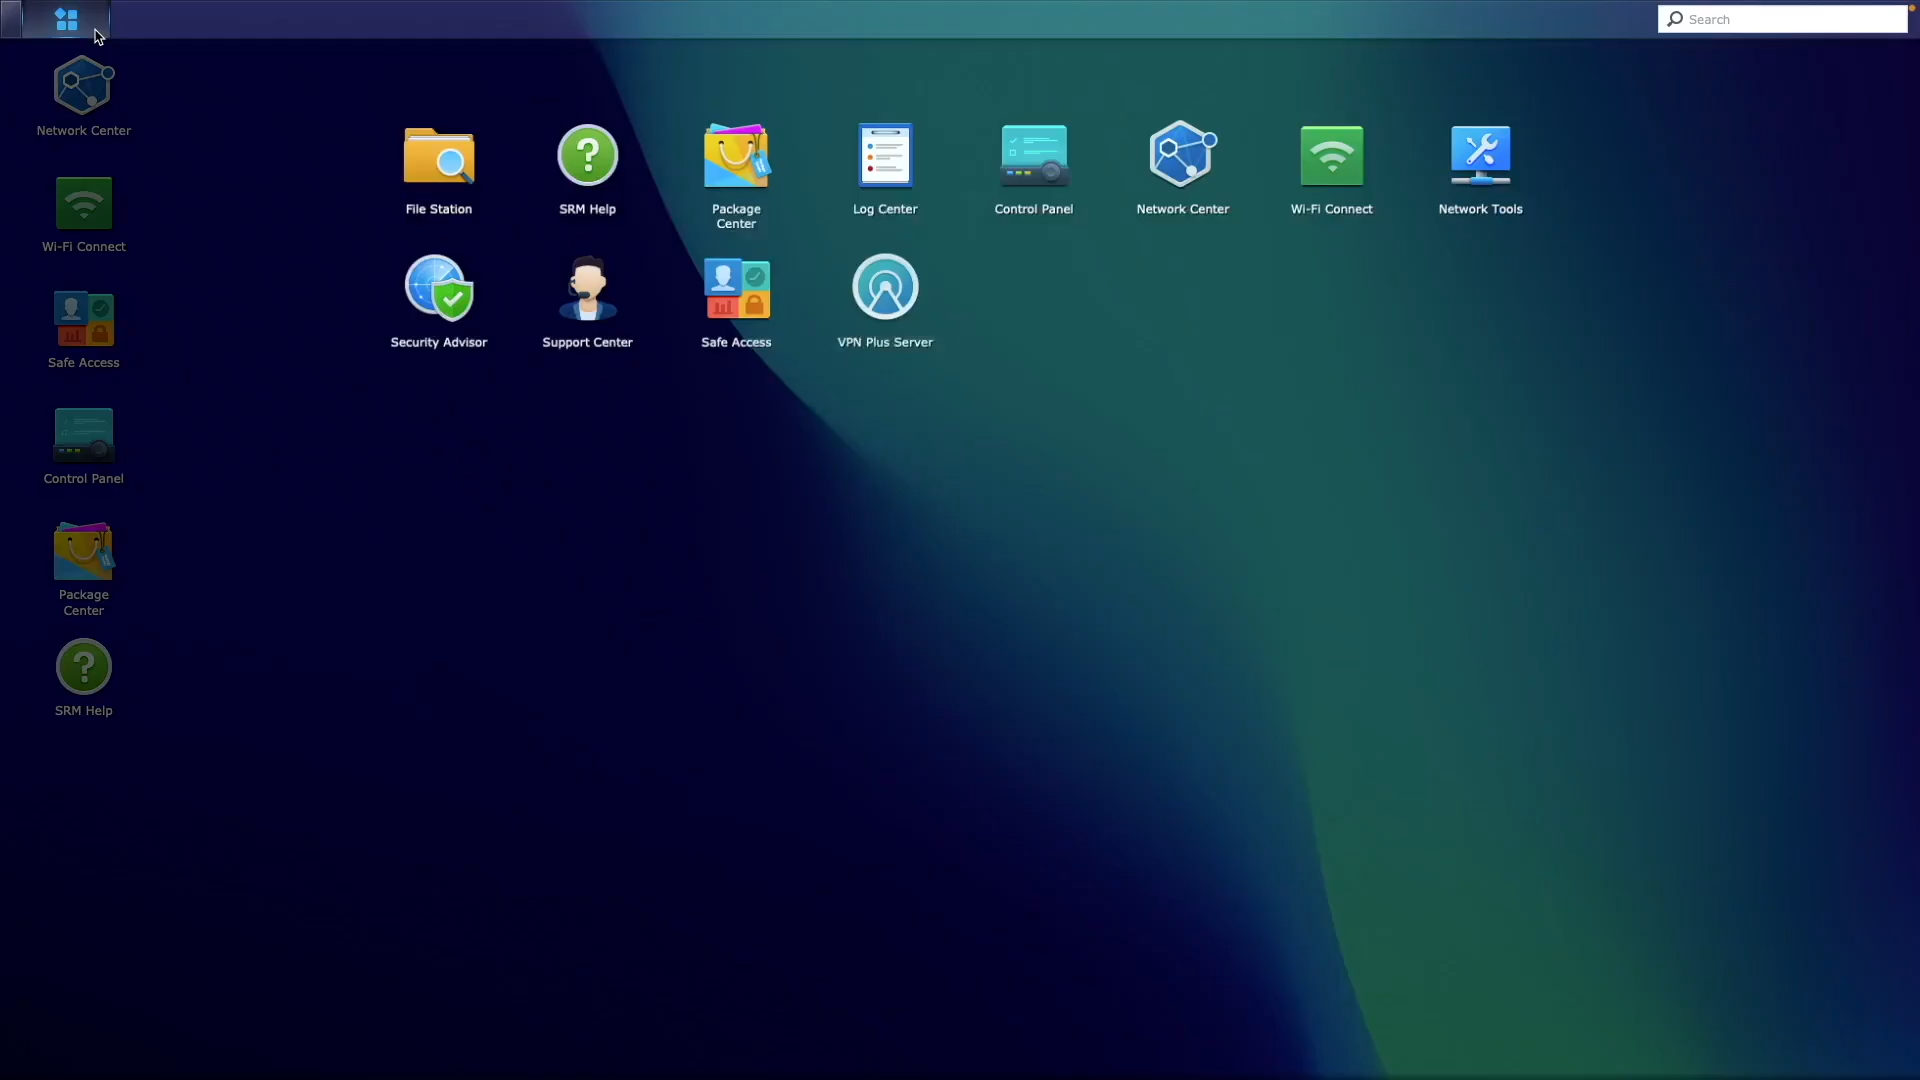 Search
Network Center
Wi-Fi Connect
Safe Access
Control Panel
Package
Center
SRM Help
File Station
SRM Help
Package
Center
Log Center
Control Panel
Network Center
Wi-Fi Connect
Network Tools
Security Advisor
Support Center
Safe Access
VPN Plus Server